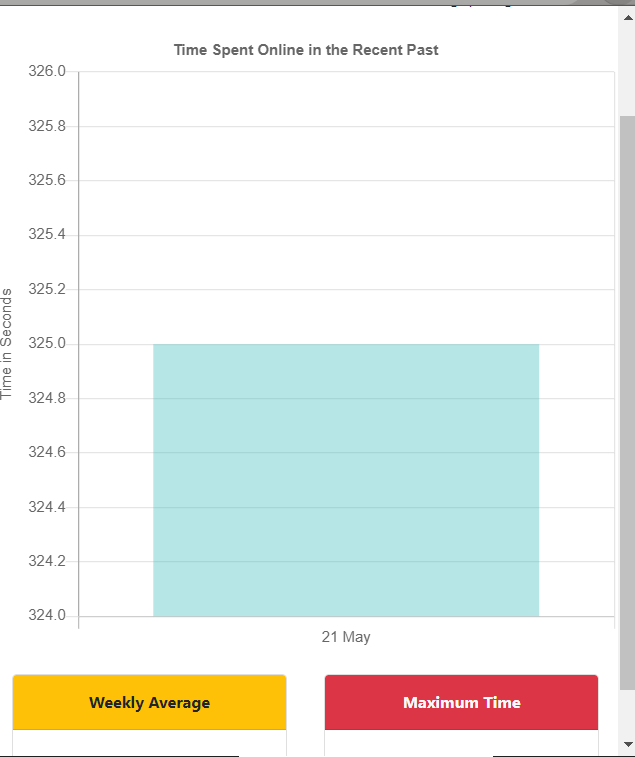 Time Spent Online in the Recent Past
326.0
325.8
325.6
325.4
325.2
325.0
324.8
324.6
324.4
324.2
324.0
Time in Seconds
21 May
Weekly Average
Maximum Time